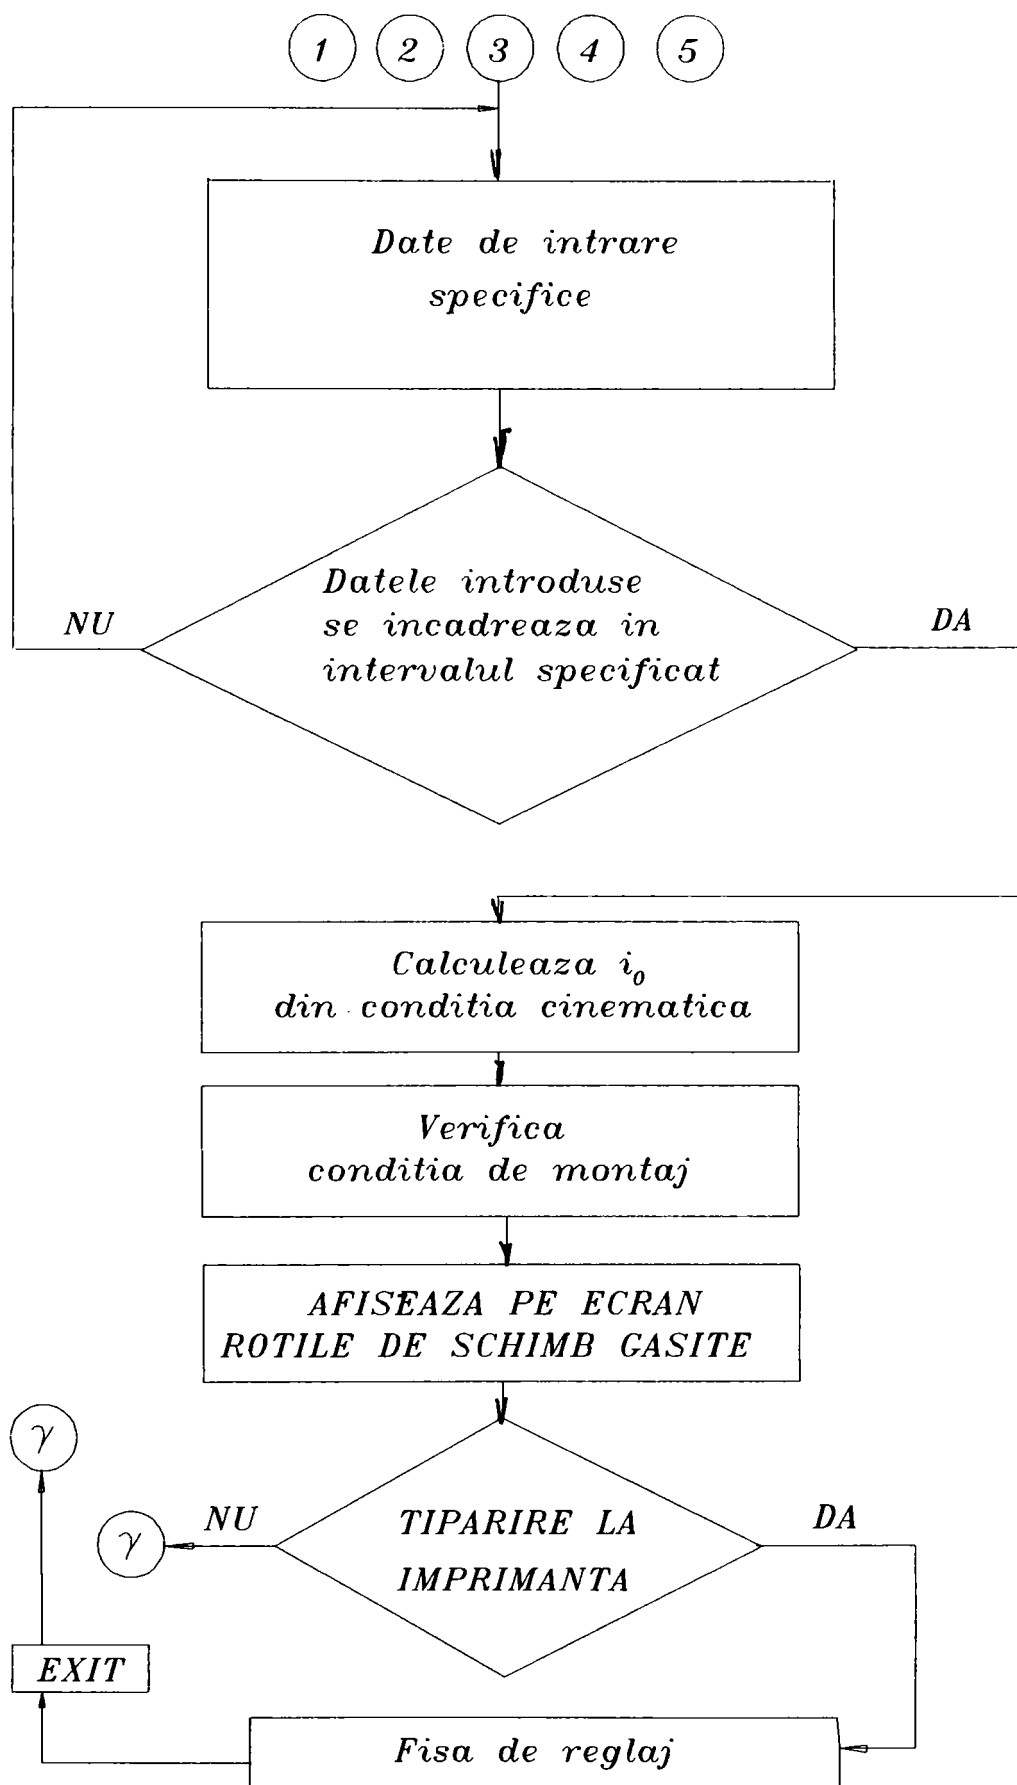 1 2 3 4 5
Date de intrare
specifice
Datele introduse
se incadreaza in
intervalul specificat
NU
DA
Calculeaza i₀
din conditia cinematica
Verifica
conditia de montaj
AFISEAZA PE ECRAN
ROTILE DE SCHIMB GASITE
γ
γ
NU
TIPARIRE LA
IMPRIMANTA
DA
EXIT
Fisa de reglaj